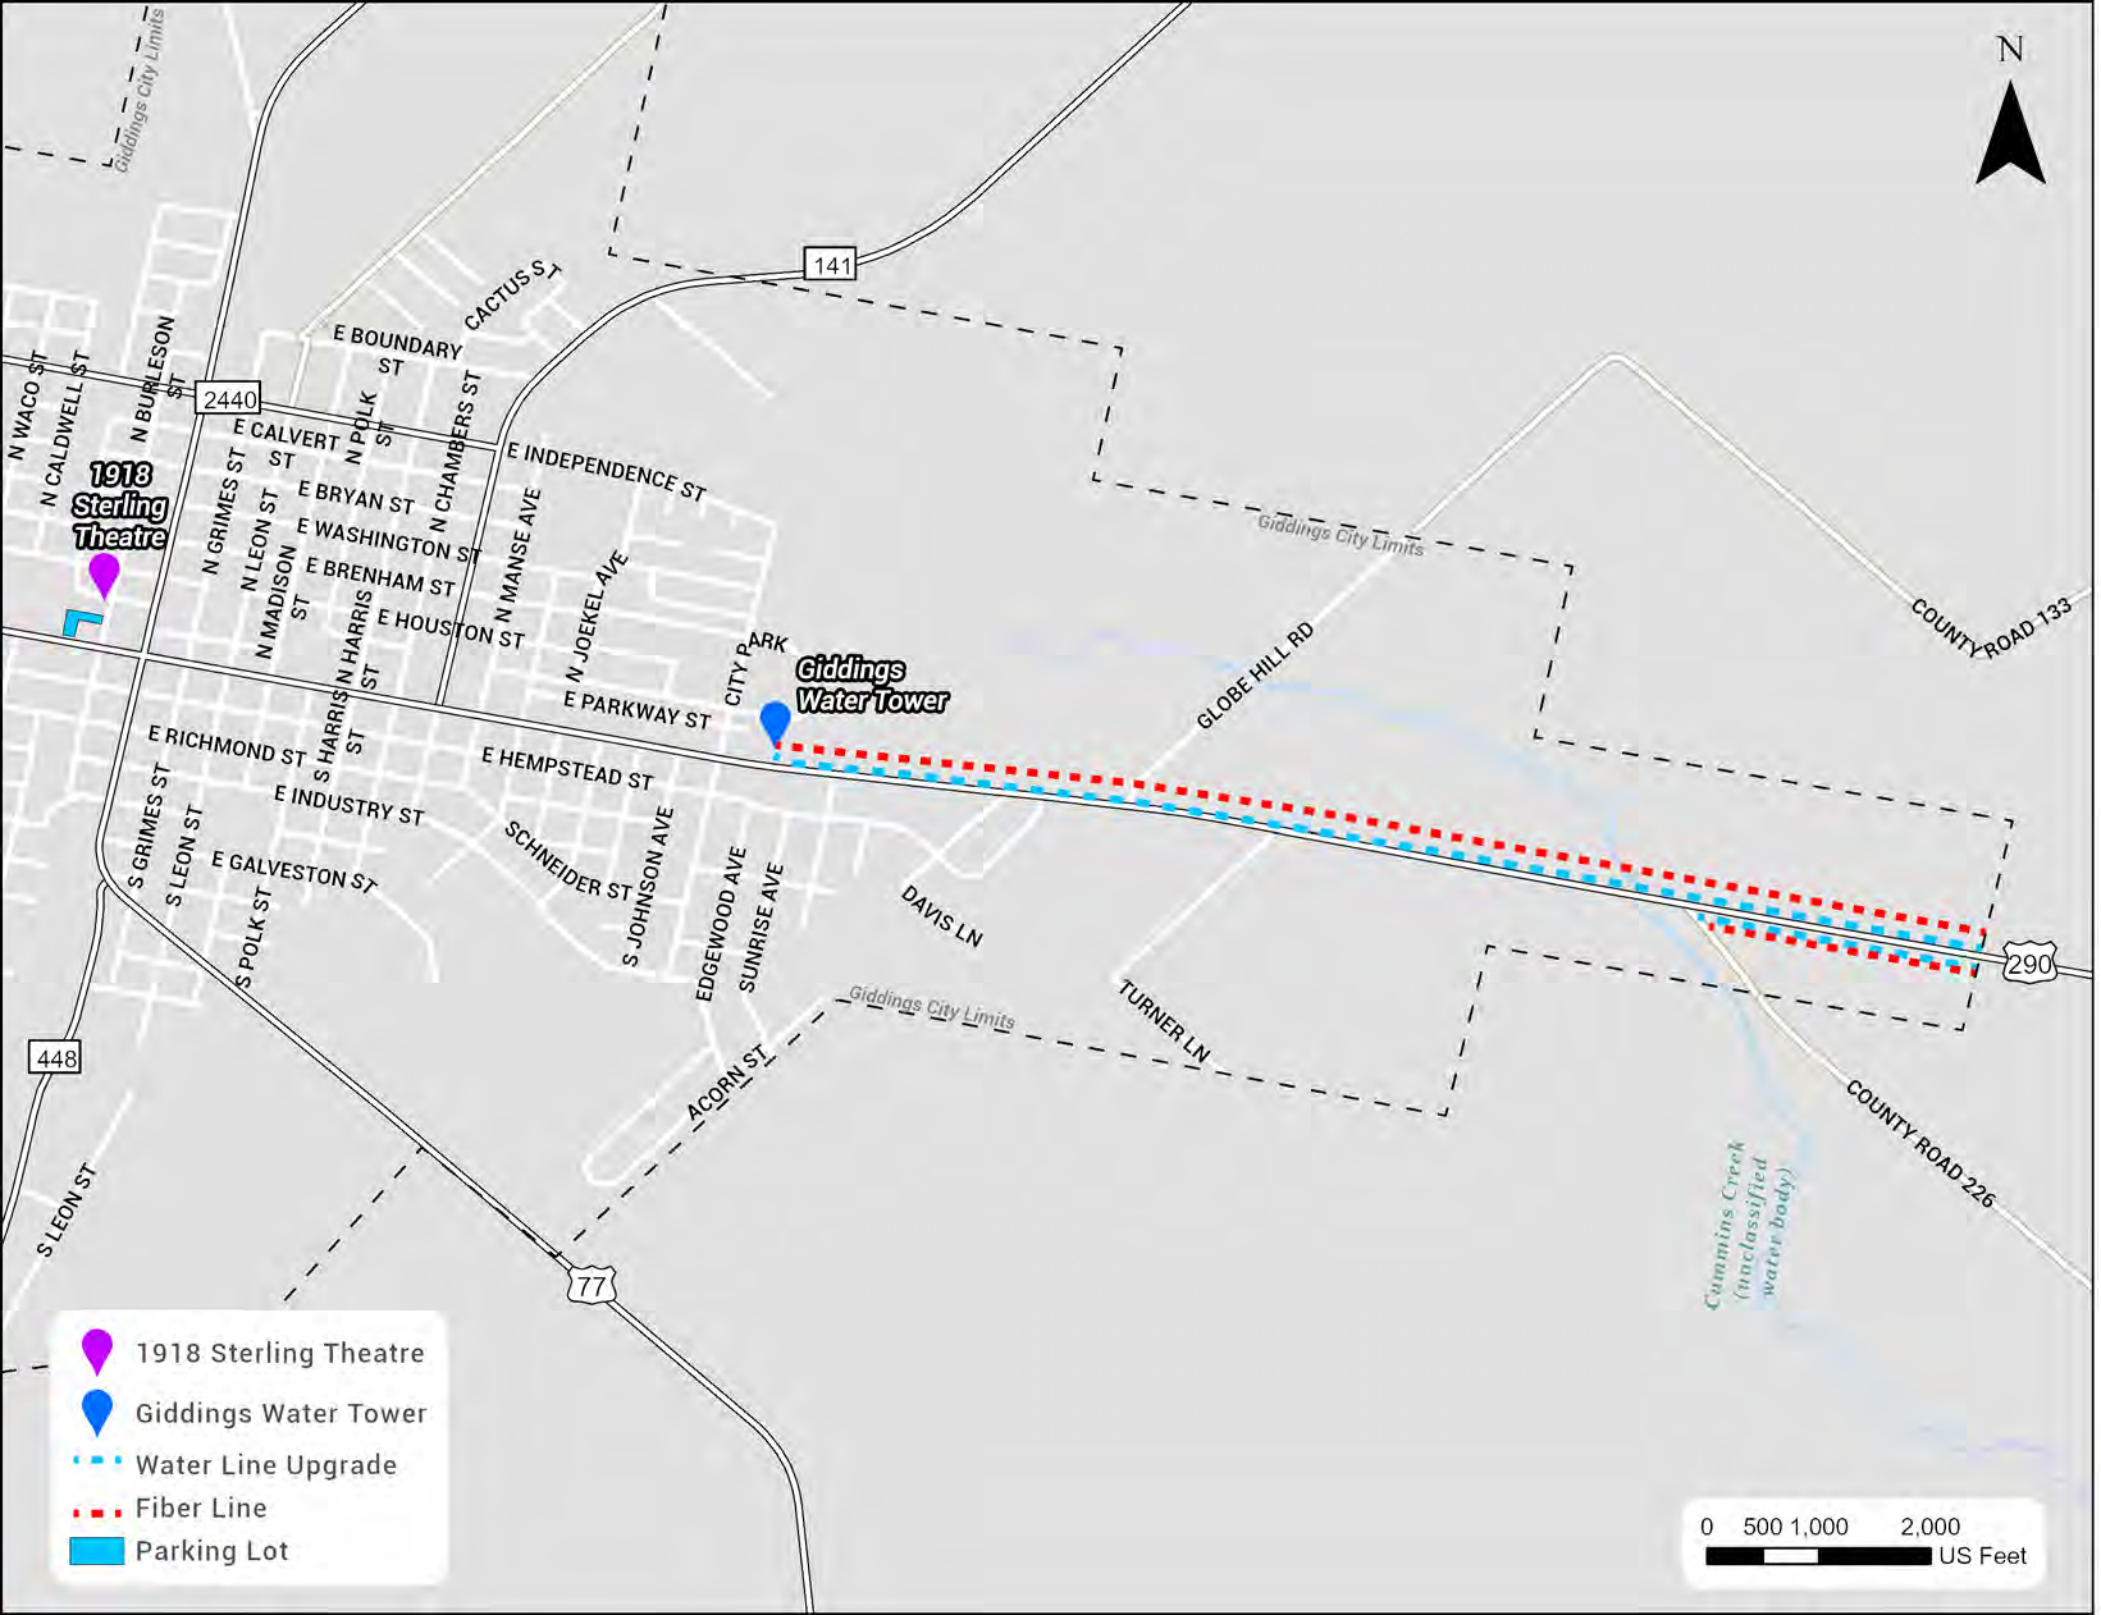 Giddings City Limits
N
141
CACTUS ST
E BOUNDARY
ST
N WACO ST
N CALDWELL ST
N BURLESON
ST
2440
E CALVERT
ST
N POLK
ST
N CHAMBERS ST
E INDEPENDENCE ST
1918
Sterling
Theatre
N GRIMES ST
N LEON ST
E BRYAN ST
E WASHINGTON ST
N MADISON
ST
E BRENHAM ST
N MANSE AVE
N JOEKEL AVE
N HARRIS
ST
E HOUSTON ST
Giddings City Limits
COUNTY ROAD 133
GLOBE HILL RD
CITY PARK
Giddings
Water Tower
E PARKWAY ST
E RICHMOND ST
S HARRIS
ST
E HEMPSTEAD ST
S GRIMES ST
S LEON ST
E INDUSTRY ST
E GALVESTON ST
SCHNEIDER ST
S JOHNSON AVE
EDGEWOOD AVE
SUNRISE AVE
DAVIS LN
S POLK ST
290
TURNER LN
Giddings City Limits
448
ACORN ST
COUNTY ROAD 226
S LEON ST
Cummins Creek
(unclassified
water body)
77
1918 Sterling Theatre
Giddings Water Tower
Water Line Upgrade
Fiber Line
Parking Lot
0 500 1,000 2,000
US Feet